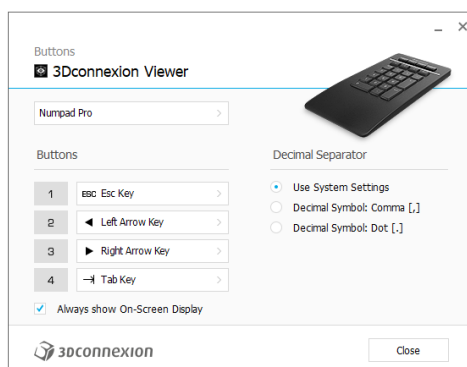 Buttons
3Dconnexion Viewer
Numpad Pro
Buttons
1 ESC Esc Key
2 Left Arrow Key
3 Right Arrow Key
4 Tab Key
Always show On-Screen Display
Decimal Separator
Use System Settings
Decimal Symbol: Comma [,]
Decimal Symbol: Dot [.]
3Dconnexion
Close